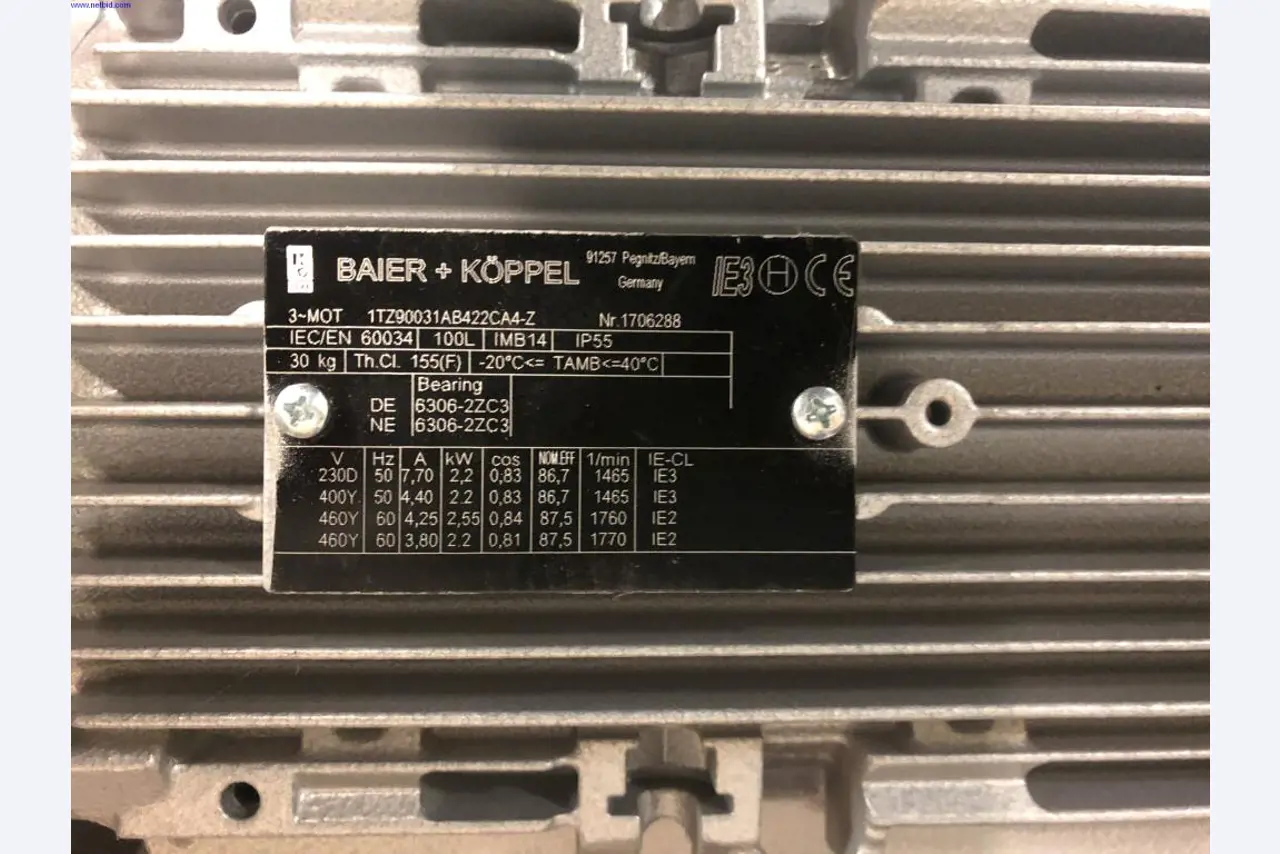 www.netbid.com
BAIER + KÖPPEL
91257 Pegnitz/Bayern
Germany
IE3 H CE
3~MOT 1TZ90031AB422CA4-Z Nr.1706288
IEC/EN 60034 100L IMB14 IP55
30 kg Th.Cl. 155(F) -20°C<= TAMB<=40°C
Bearing
DE 6306-2ZC3
NE 6306-2ZC3
V Hz A kW cos NOM.EFF 1/min IE-CL
230D 50 7,70 2,2 0,83 86,7 1465 IE3
400Y 50 4,40 2.2 0,83 86,7 1465 IE3
460Y 60 4,25 2,55 0,84 87,5 1760 IE2
460Y 60 3,80 2.2 0,81 87,5 1770 IE2